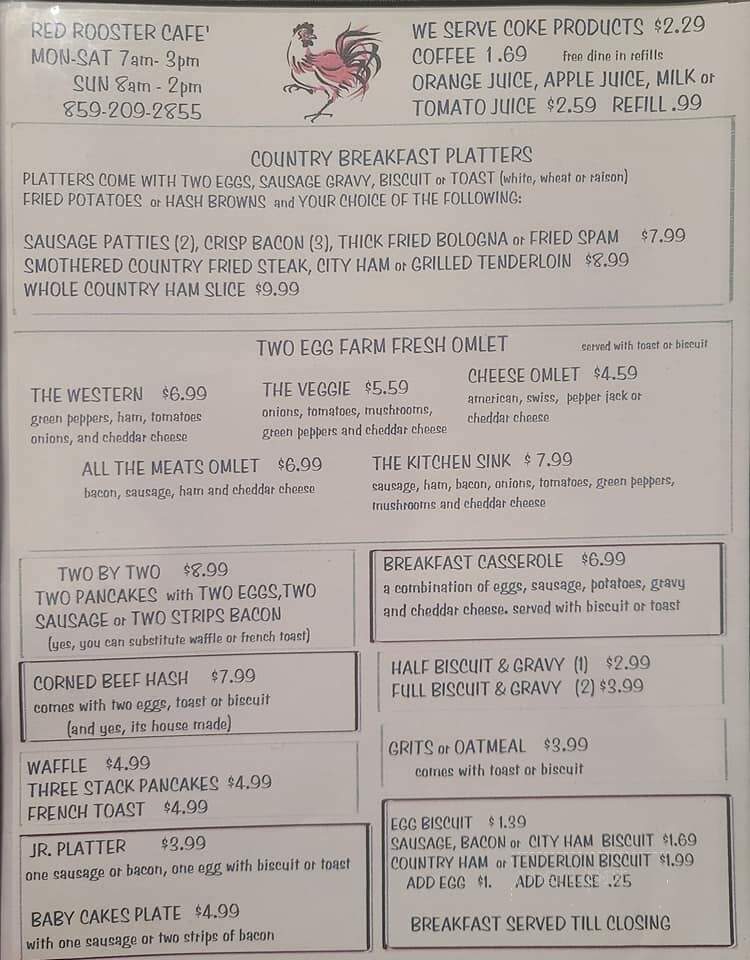 RED ROOSTER CAFE'
MON-SAT 7am- 3pm
SUN 8am - 2pm
859-209-2855
WE SERVE COKE PRODUCTS $2.29
COFFEE 1.69 free dine in refills
ORANGE JUICE, APPLE JUICE, MILK or
TOMATO JUICE $2.59 REFILL .99
COUNTRY BREAKFAST PLATTERS
PLATTERS COME WITH TWO EGGS, SAUSAGE GRAVY, BISCUIT or TOAST (white, wheat or raison)
FRIED POTATOES or HASH BROWNS and YOUR CHOICE OF THE FOLLOWING:
SAUSAGE PATTIES (2), CRISP BACON (3), THICK FRIED BOLOGNA or FRIED SPAM $7.99
SMOTHERED COUNTRY FRIED STEAK, CITY HAM or GRILLED TENDERLOIN $8.99
WHOLE COUNTRY HAM SLICE $9.99
TWO EGG FARM FRESH OMLET served with toast or biscuit
THE WESTERN $6.99
green peppers, ham, tomatoes
onions, and cheddar cheese
THE VEGGIE $5.59
onions, tomatoes, mushrooms,
green peppers and cheddar cheese
CHEESE OMLET $4.59
american, swiss, pepper jack or
cheddar cheese
ALL THE MEATS OMLET $6.99
bacon, sausage, ham and cheddar cheese
THE KITCHEN SINK $ 7.99
sausage, ham, bacon, onions, tomatoes, green peppers,
mushrooms and cheddar cheese
TWO BY TWO $8.99
TWO PANCAKES with TWO EGGS,TWO
SAUSAGE or TWO STRIPS BACON
(yes, you can substitute waffle or french toast)
BREAKFAST CASSEROLE $6.99
a combination of eggs, sausage, potatoes, gravy
and cheddar cheese. served with biscuit or toast
CORNED BEEF HASH $7.99
comes with two eggs, toast or biscuit
(and yes, its house made)
HALF BISCUIT & GRAVY (1) $2.99
FULL BISCUIT & GRAVY (2) $3.99
WAFFLE $4.99
THREE STACK PANCAKES $4.99
FRENCH TOAST $4.99
GRITS or OATMEAL $3.99
comes with toast or biscuit
JR. PLATTER $3.99
one sausage or bacon, one egg with biscuit or toast
BABY CAKES PLATE $4.99
with one sausage or two strips of bacon
EGG BISCUIT $1.39
SAUSAGE, BACON or CITY HAM BISCUIT $1.69
COUNTRY HAM or TENDERLOIN BISCUIT $1.99
ADD EGG $1. ADD CHEESE .25
BREAKFAST SERVED TILL CLOSING